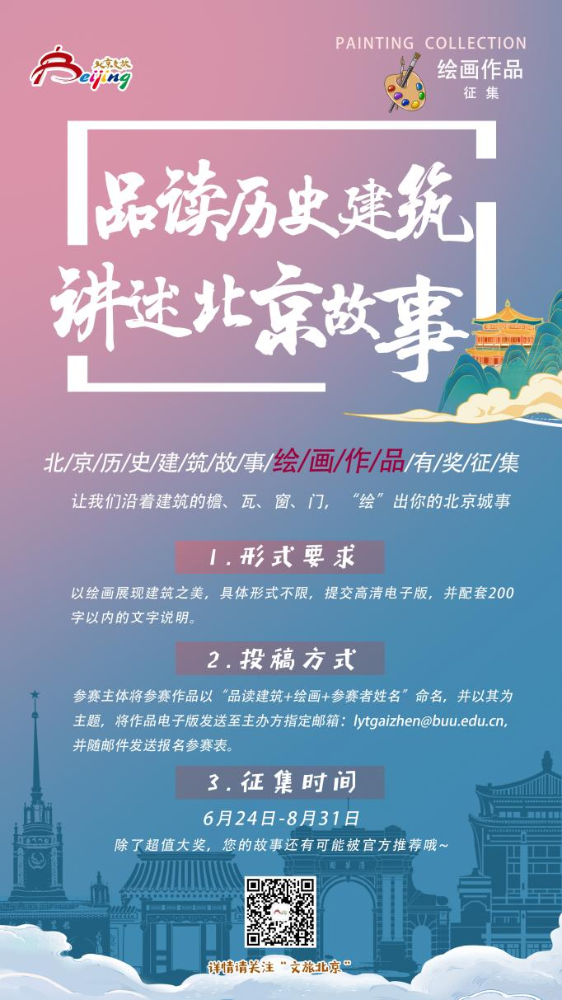 PAINTING COLLECTION
北京文旅
Beijing
绘画作品
征 集
品读历史建筑
讲述北京故事
北/京/历/史/建/筑/故/事/绘/画/作/品/有/奖/征/集
让我们沿着建筑的檐、瓦、窗、门，“绘”出你的北京城事
1.形式要求
以绘画展现建筑之美，具体形式不限，提交高清电子版，并配套200
字以内的文字说明。
2.投稿方式
参赛主体将参赛作品以“品读建筑+绘画+参赛者姓名”命名，并以其为
主题，将作品电子版发送至主办方指定邮箱：lytgaizhen@buu.edu.cn,
并随邮件发送报名参赛表。
3.征集时间
6月24日-8月31日
除了超值大奖，您的故事还有可能被官方推荐哦~
園華清
详情请关注“文旅北京”